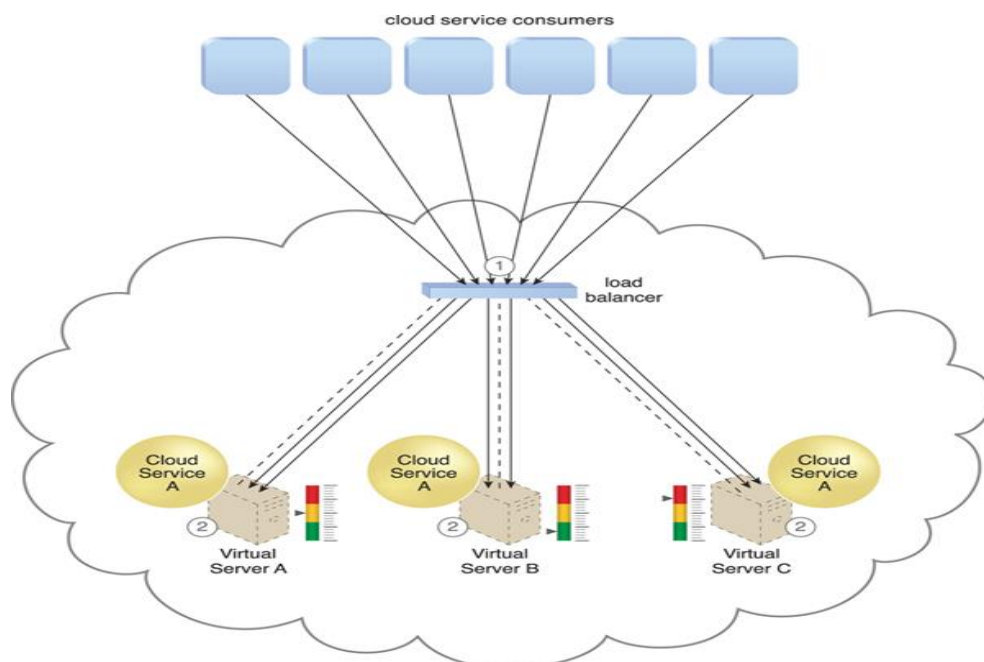 cloud service consumers
1
load
balancer
Cloud
Service
A
Cloud
Service
A
Cloud
Service
A
2
2
2
Virtual
Server A
Virtual
Server B
Virtual
Server C